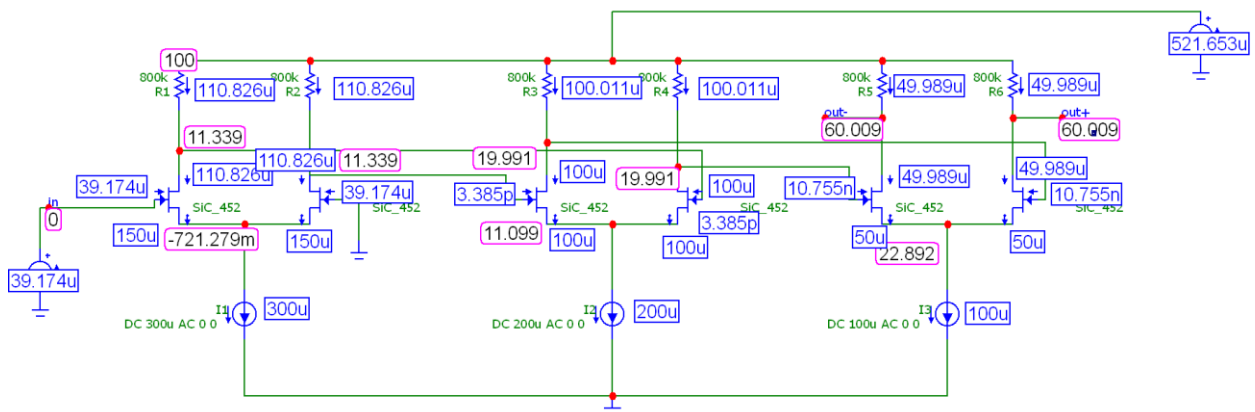 521.653u
100
800k
R1
110.826u
800k
R2
110.826u
800k
R3
100.011u
800k
R4
100.011u
800k
R5
49.989u
800k
R6
49.989u
out-
60.009
out+
60.009
11.339
110.826u
11.339
19.991
19.991
39.174u
110.826u
39.174u
3.385p
100u
100u
3.385p
10.755n
49.989u
49.989u
10.755n
in
0
SiC_452
SiC_452
SiC_452
SiC_452
SiC_452
SiC_452
150u
-721.279m
150u
11.099
100u
100u
50u
22.892
50u
39.174u
I1
300u
DC 300u AC 0 0
I2
200u
DC 200u AC 0 0
I3
100u
DC 100u AC 0 0